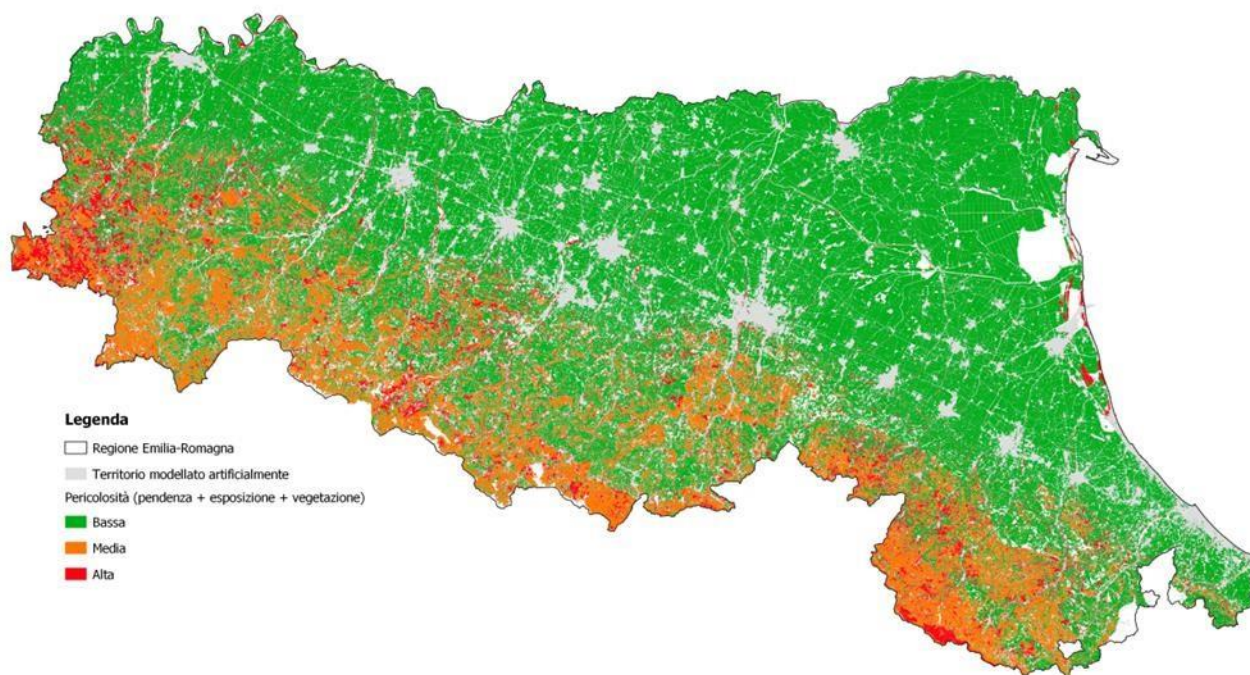 Legenda
Regione Emilia-Romagna
Territorio modellato artificialmente
Pericolosità (pendenza + esposizione + vegetazione)
Bassa
Media
Alta